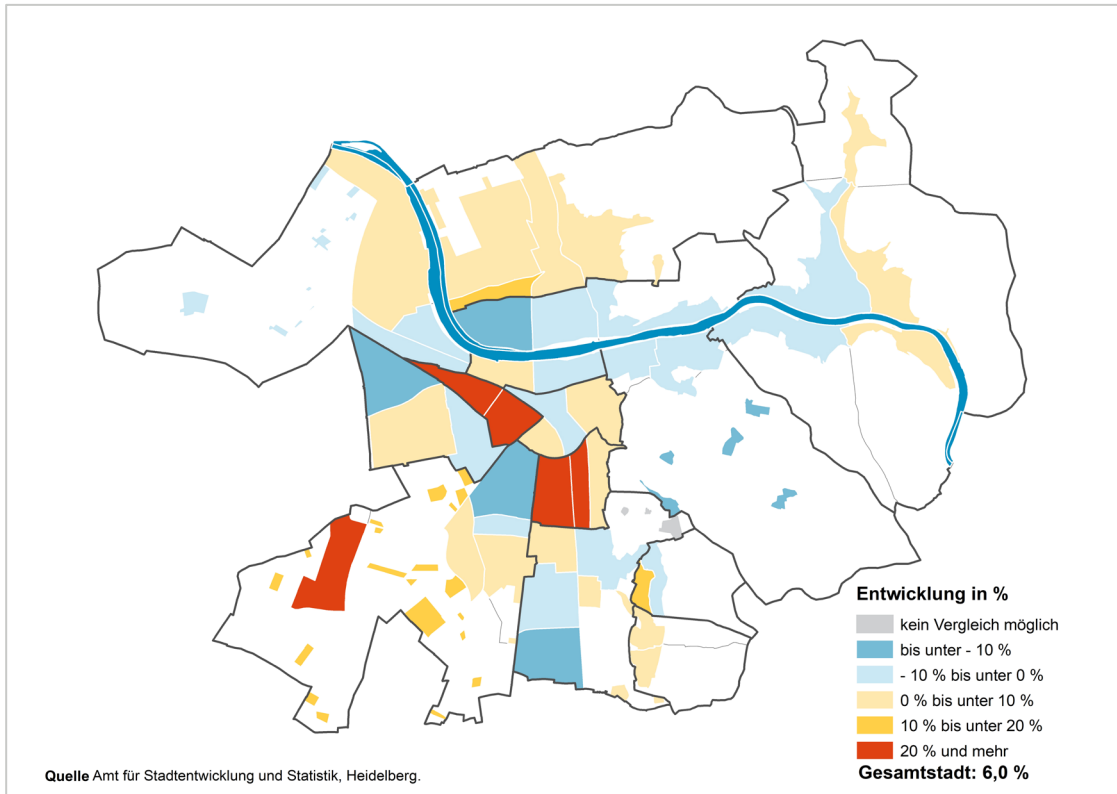 Entwicklung in %
kein Vergleich möglich
bis unter - 10 %
- 10 % bis unter 0 %
0 % bis unter 10 %
10 % bis unter 20 %
20 % und mehr
Gesamtstadt: 6,0 %
Quelle Amt für Stadtentwicklung und Statistik, Heidelberg.